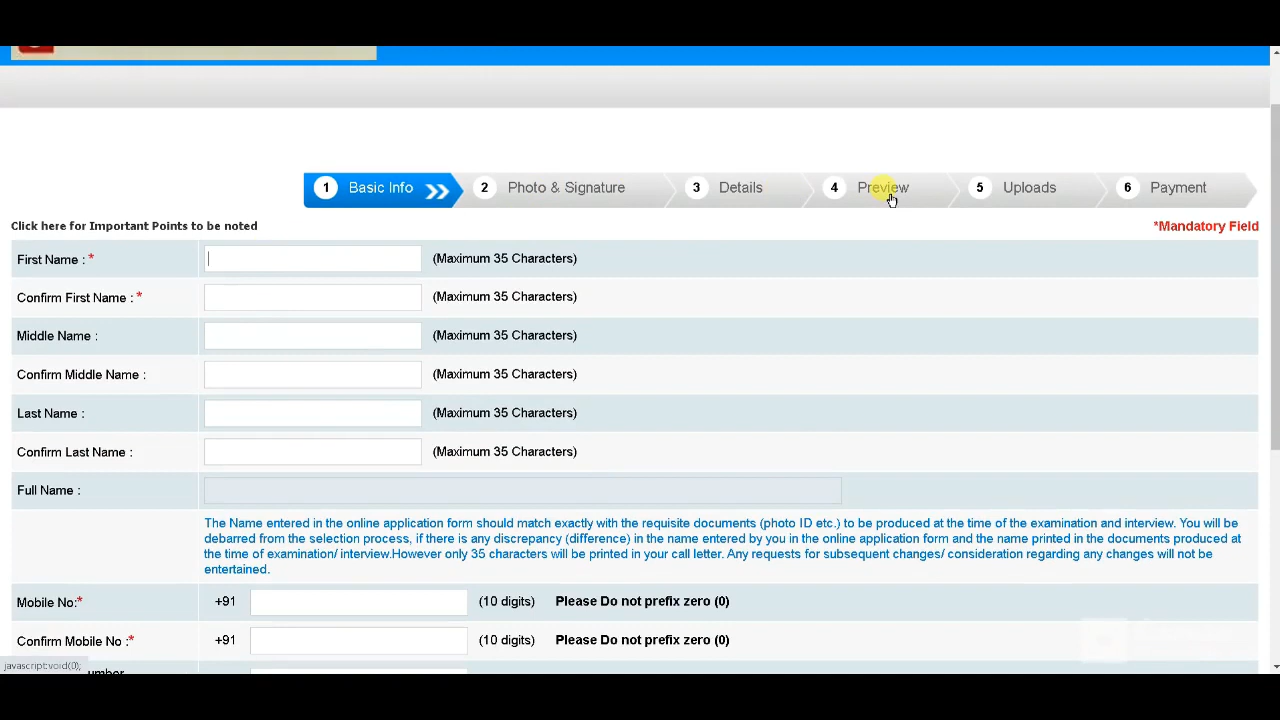 1 Basic Info 2 Photo & Signature 3 Details 4 Preview 5 Uploads 6 Payment
Click here for Important Points to be noted *Mandatory Field
First Name : * (Maximum 35 Characters)
Confirm First Name : * (Maximum 35 Characters)
Middle Name : (Maximum 35 Characters)
Confirm Middle Name : (Maximum 35 Characters)
Last Name : (Maximum 35 Characters)
Confirm Last Name : (Maximum 35 Characters)
Full Name :
The Name entered in the online application form should match exactly with the requisite documents (photo ID etc.) to be produced at the time of the examination and interview. You will
be debarred from the selection process, if there is any discrepancy (difference) in the name entered by you in the online application form and the name printed in the documents produced at
the time of examination/ interview.However only 35 characters will be printed in your call letter. Any requests for subsequent changes/ consideration regarding any changes will not be
entertained.
Mobile No:* +91 (10 digits) Please Do not prefix zero (0)
Confirm Mobile No :* +91 (10 digits) Please Do not prefix zero (0)
javascript:void(0);